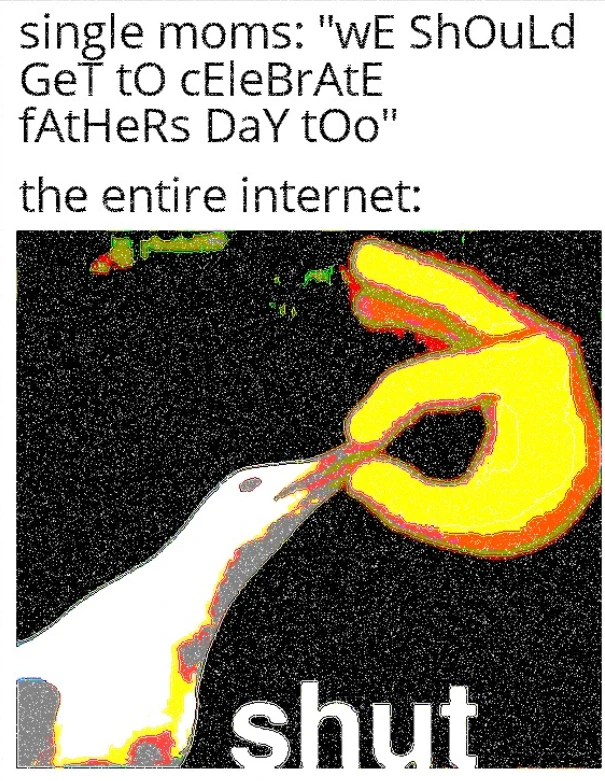 single moms: "wE ShOuLd
GeT tO cEleBrAtE
fAtHeRs DaY tOo"
the entire internet:
shut